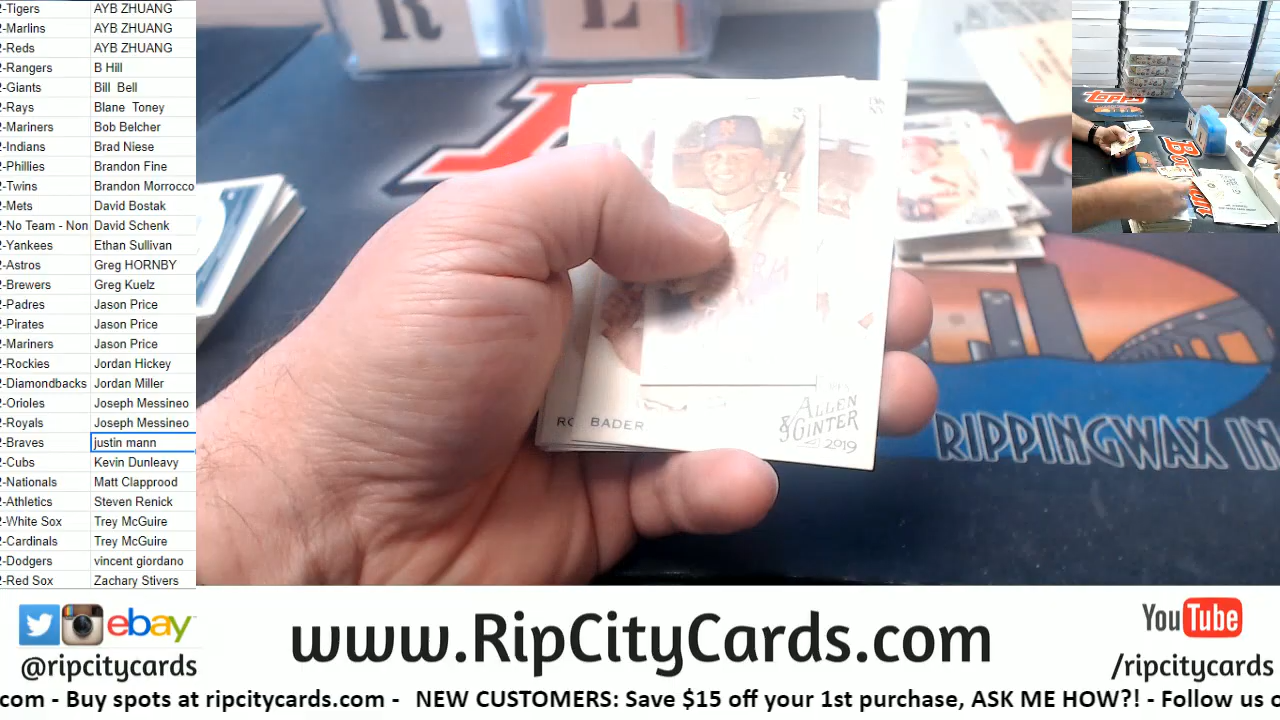 2-Tigers AYB ZHUANG
2-Marlins AYB ZHUANG
2-Reds AYB ZHUANG
2-Rangers B Hill
2-Giants Bill Bell
2-Rays Blane Toney
2-Mariners Bob Belcher
2-Indians Brad Niese
2-Phillies Brandon Fine
2-Twins Brandon Morrocco
2-Mets David Bostak
2-No Team - Non David Schenk
2-Yankees Ethan Sullivan
2-Astros Greg HORNBY
2-Brewers Greg Kuelz
2-Padres Jason Price
2-Pirates Jason Price
2-Mariners Jason Price
2-Rockies Jordan Hickey
2-Diamondbacks Jordan Miller
2-Orioles Joseph Messineo
2-Royals Joseph Messineo
2-Braves justin mann
2-Cubs Kevin Dunleavy
2-Nationals Matt Clapprood
2-Athletics Steven Renick
2-White Sox Trey McGuire
2-Cardinals Trey McGuire
2-Dodgers vincent giordano
2-Red Sox Zachary Stivers
R L
BADER
ALLEN
& GINTER
2019
RIPPINGWAX IN
Topps
ebay
@ripcitycards
www.RipCityCards.com
YouTube
/ripcitycards
com - Buy spots at ripcitycards.com - NEW CUSTOMERS: Save $15 off your 1st purchase, ASK ME HOW?! - Follow us